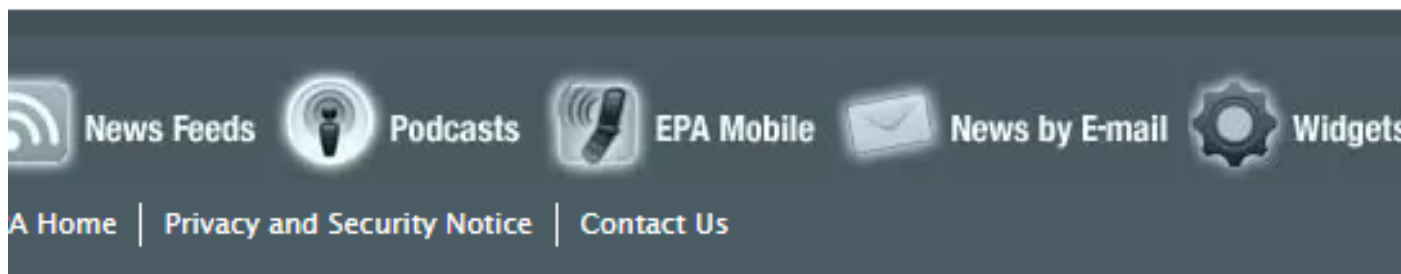 News Feeds Podcasts EPA Mobile News by E-mail Widgets
A Home | Privacy and Security Notice | Contact Us